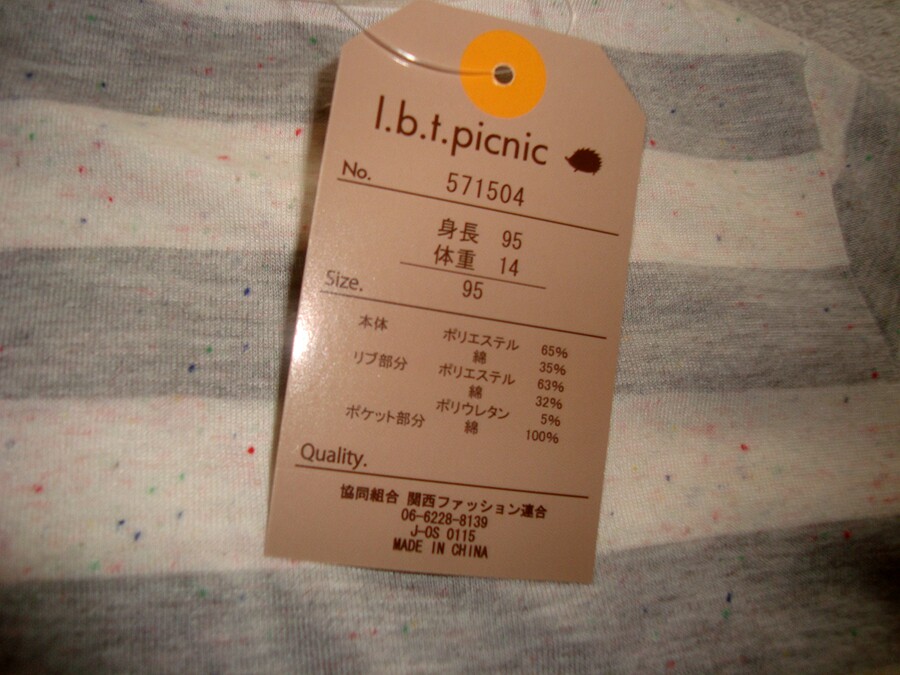 l.b.t.picnic
No. 571504
身長 95
体重 14
Size. 95
本体 ポリエステル 65%
綿 35%
リブ部分 ポリエステル 63%
綿 32%
ポリウレタン 5%
ポケット部分 綿 100%
Quality.
協同組合 関西ファッション連合
06-6228-8139
J-OS 0115
MADE IN CHINA